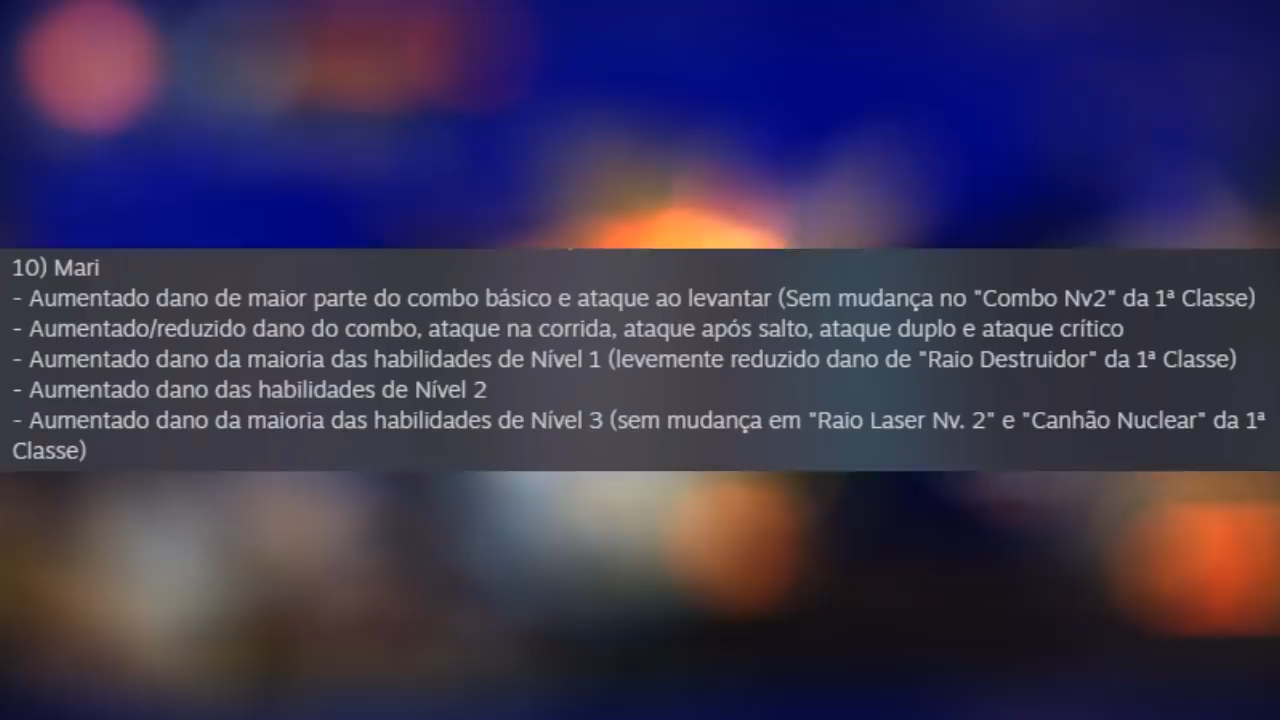 10) Mari
- Aumentado dano de maior parte do combo básico e ataque ao levantar (Sem mudança no "Combo Nv2" da 1ª Classe)
- Aumentado/reduzido dano do combo, ataque na corrida, ataque após salto, ataque duplo e ataque crítico
- Aumentado dano da maioria das habilidades de Nível 1 (levemente reduzido dano de "Raio Destruidor" da 1ª Classe)
- Aumentado dano das habilidades de Nível 2
- Aumentado dano da maioria das habilidades de Nível 3 (sem mudança em "Raio Laser Nv. 2" e "Canhão Nuclear" da 1ª
Classe)